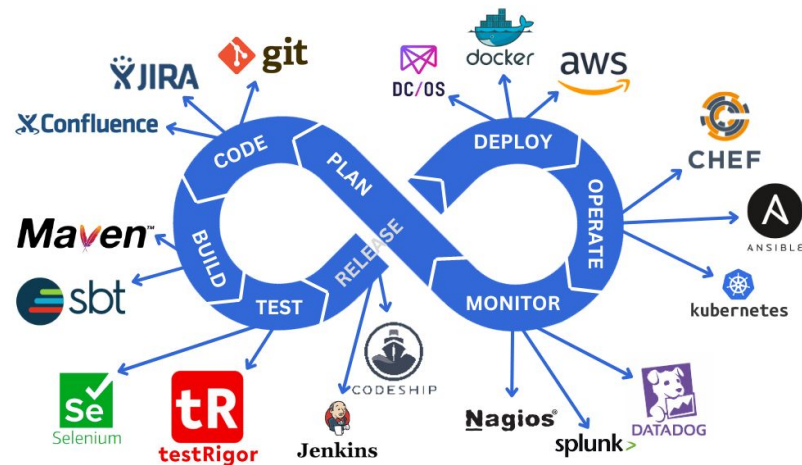 git
JIRA
Confluence
DC/OS
docker
aws
CHEF
ANSIBLE
kubernetes
CODE
PLAN
DEPLOY
OPERATE
BUILD
TEST
RELEASE
MONITOR
Maven™
sbt
Se
Selenium
tR
testRigor
Jenkins
CODESHIP
Nagios®
splunk>
DATADOG